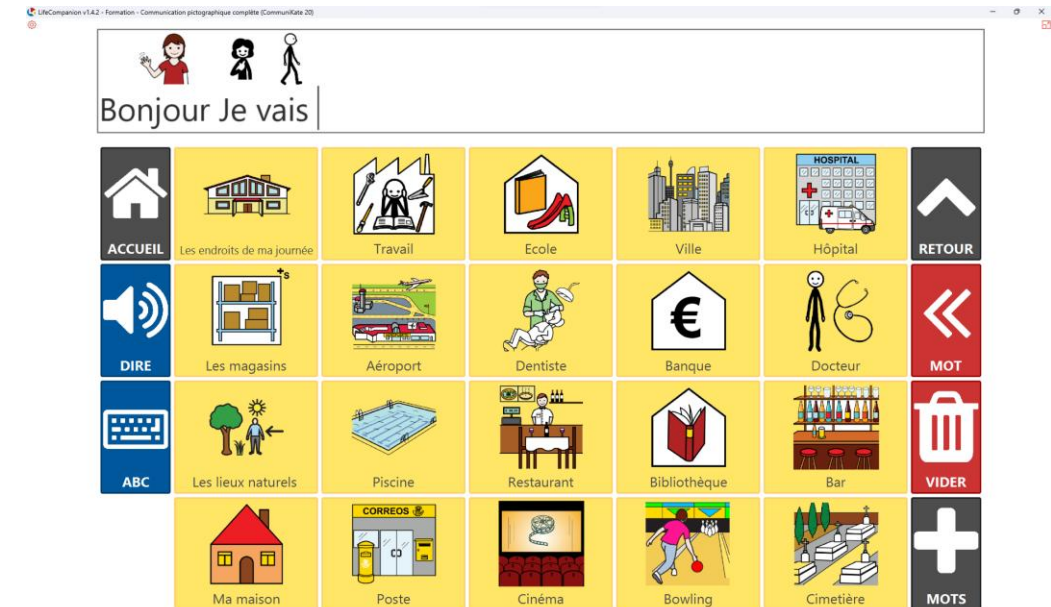 LifeCompanion v1.4.2 - Formation - Communication pictographique complète (CommuniKate 20)
Bonjour Je vais
HOSPITAL
ACCUEIL Les endroits de ma journée Travail Ecole Ville Hôpital RETOUR
+s
€
DIRE Les magasins Aéroport Dentiste Banque Docteur MOT
ABC Les lieux naturels Piscine Restaurant Bibliothèque Bar VIDER
CORREOS
Ma maison Poste Cinéma Bowling Cimetière MOTS